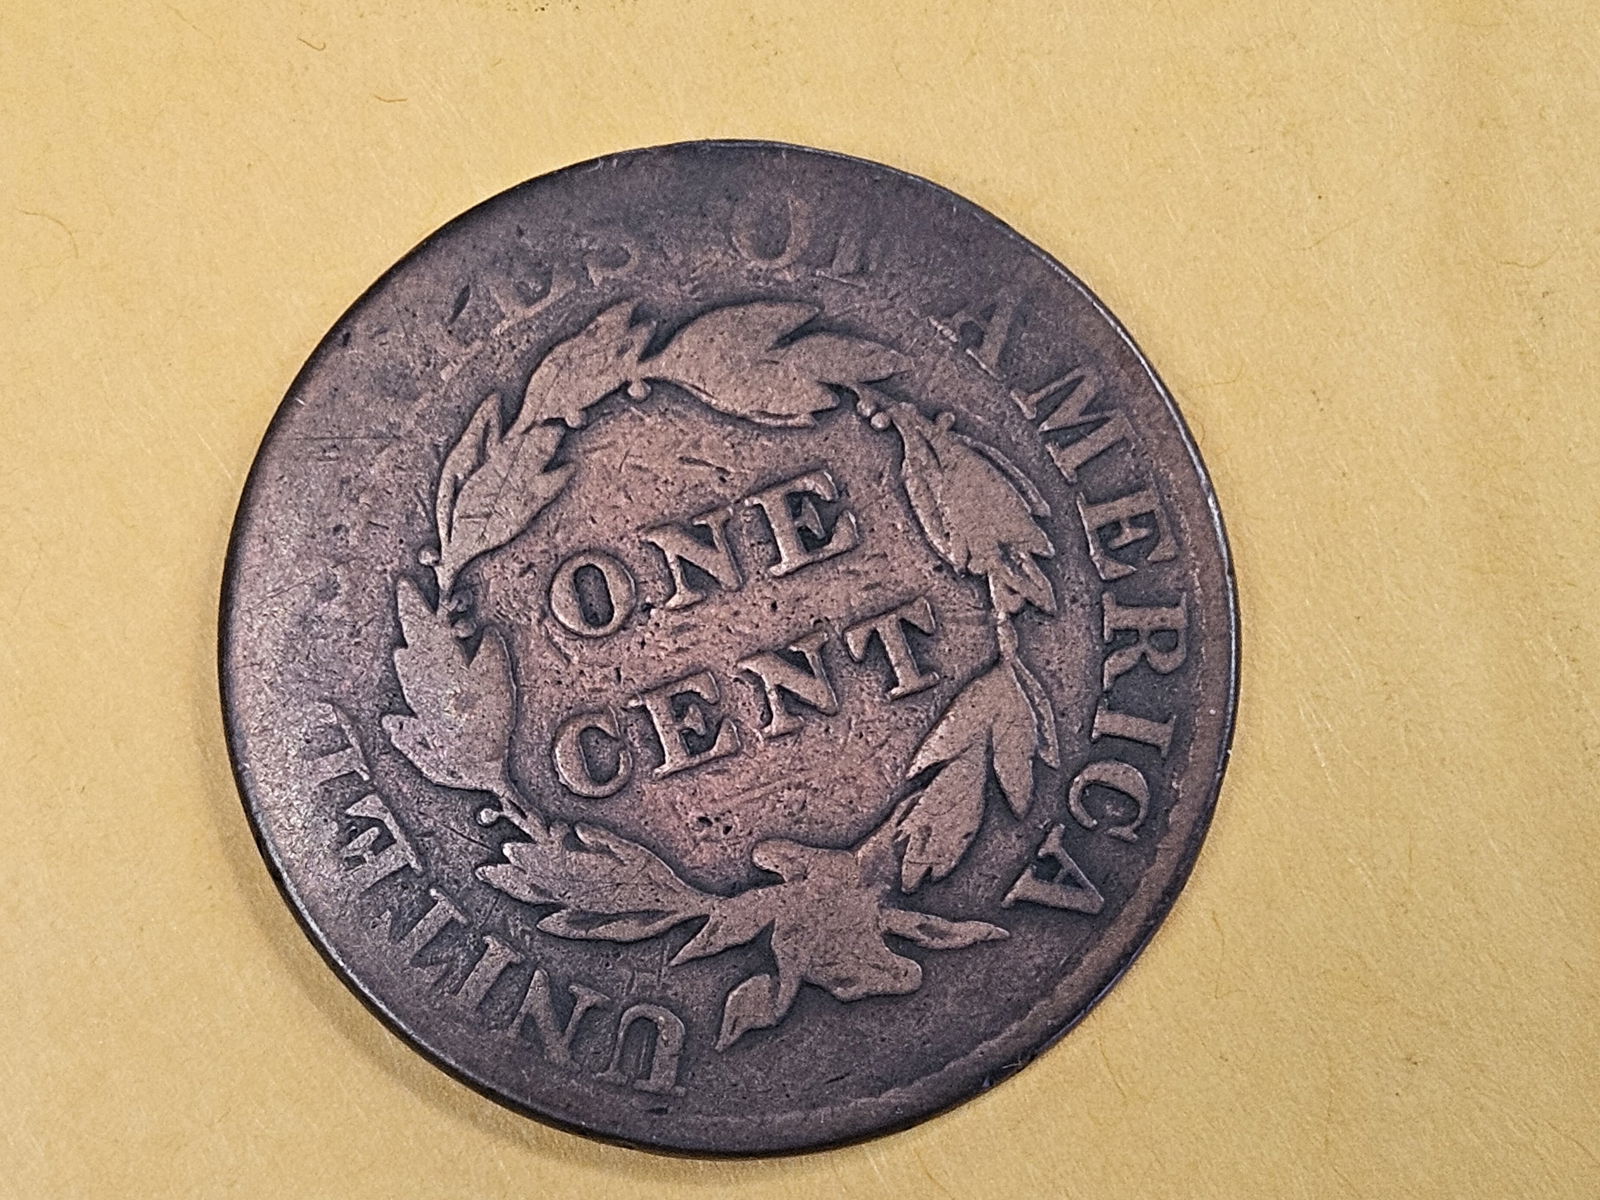 UNITED STATES OF AMERICA
ONE
CENT